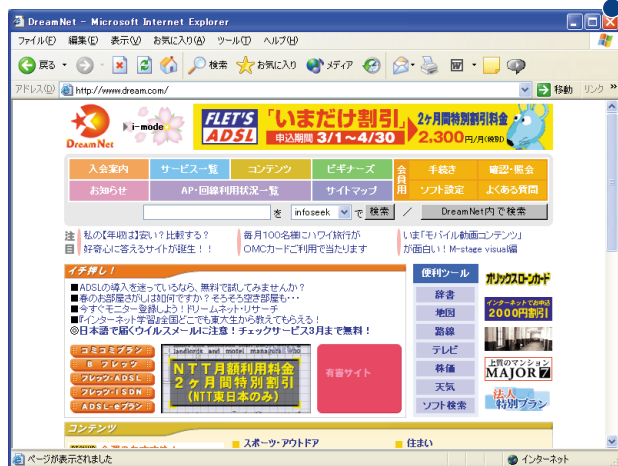 DreamNet - Microsoft Internet Explorer
ファイル(F) 編集(E) 表示(V) お気に入り(A) ツール(T) ヘルプ(H)
戻る 検索 お気に入り メディア
アドレス(D) http://www.dream.com/ 移動 リンク »
DreamNet
i-mode
FLET'S ADSL
「いまだけ割引」
申込期間 3/1～4/30
2ヶ月間特別割引料金
2,300円/月(税別)
入会案内 サービス一覧 コンテンツ ビギナーズ 会員用 手続き 確認・照会
お知らせ AP・回線利用状況一覧 サイトマップ ソフト設定 よくある質問
を infoseek で 検索 / DreamNet内で検索
注目
私の【年収は】安い？比較する？
好奇心に答えるサイトが誕生！！
毎月100名様にハワイ旅行が
OMCカードご利用で当たります
いま「モバイル動画コンテンツ」
が面白い！M-stage visual編
イチ押し！
■ADSLの導入を迷っているなら、無料で試してみませんか？
■春のお部屋さがしは如何ですか？そろそろ空き部屋も・・・
■今すぐモニター登録しよう！ドリームネット・リサーチ
■『インターネット学習』全国どこでも東大生から教えてもらえる！
◎日本語で届くウイルスメールに注意！チェックサービス3月まで無料！
コミコミプラン
B フレッツ
フレッツ・ADSL
フレッツ・ISDN
ADSL-eプラン
landlords and motel managers who
NTT月額利用料金
2ヶ月間特別割引
(NTT東日本のみ)
有害サイト
便利ツール
辞書
地図
路線
テレビ
株価
天気
ソフト検索
オリックスローンカード
インターネットでお申込
2000円割引
上質のマンション
MAJOR 7
法人特別プラン
コンテンツ
スポーツ・アウトドア
住まい
ページが表示されました インターネット